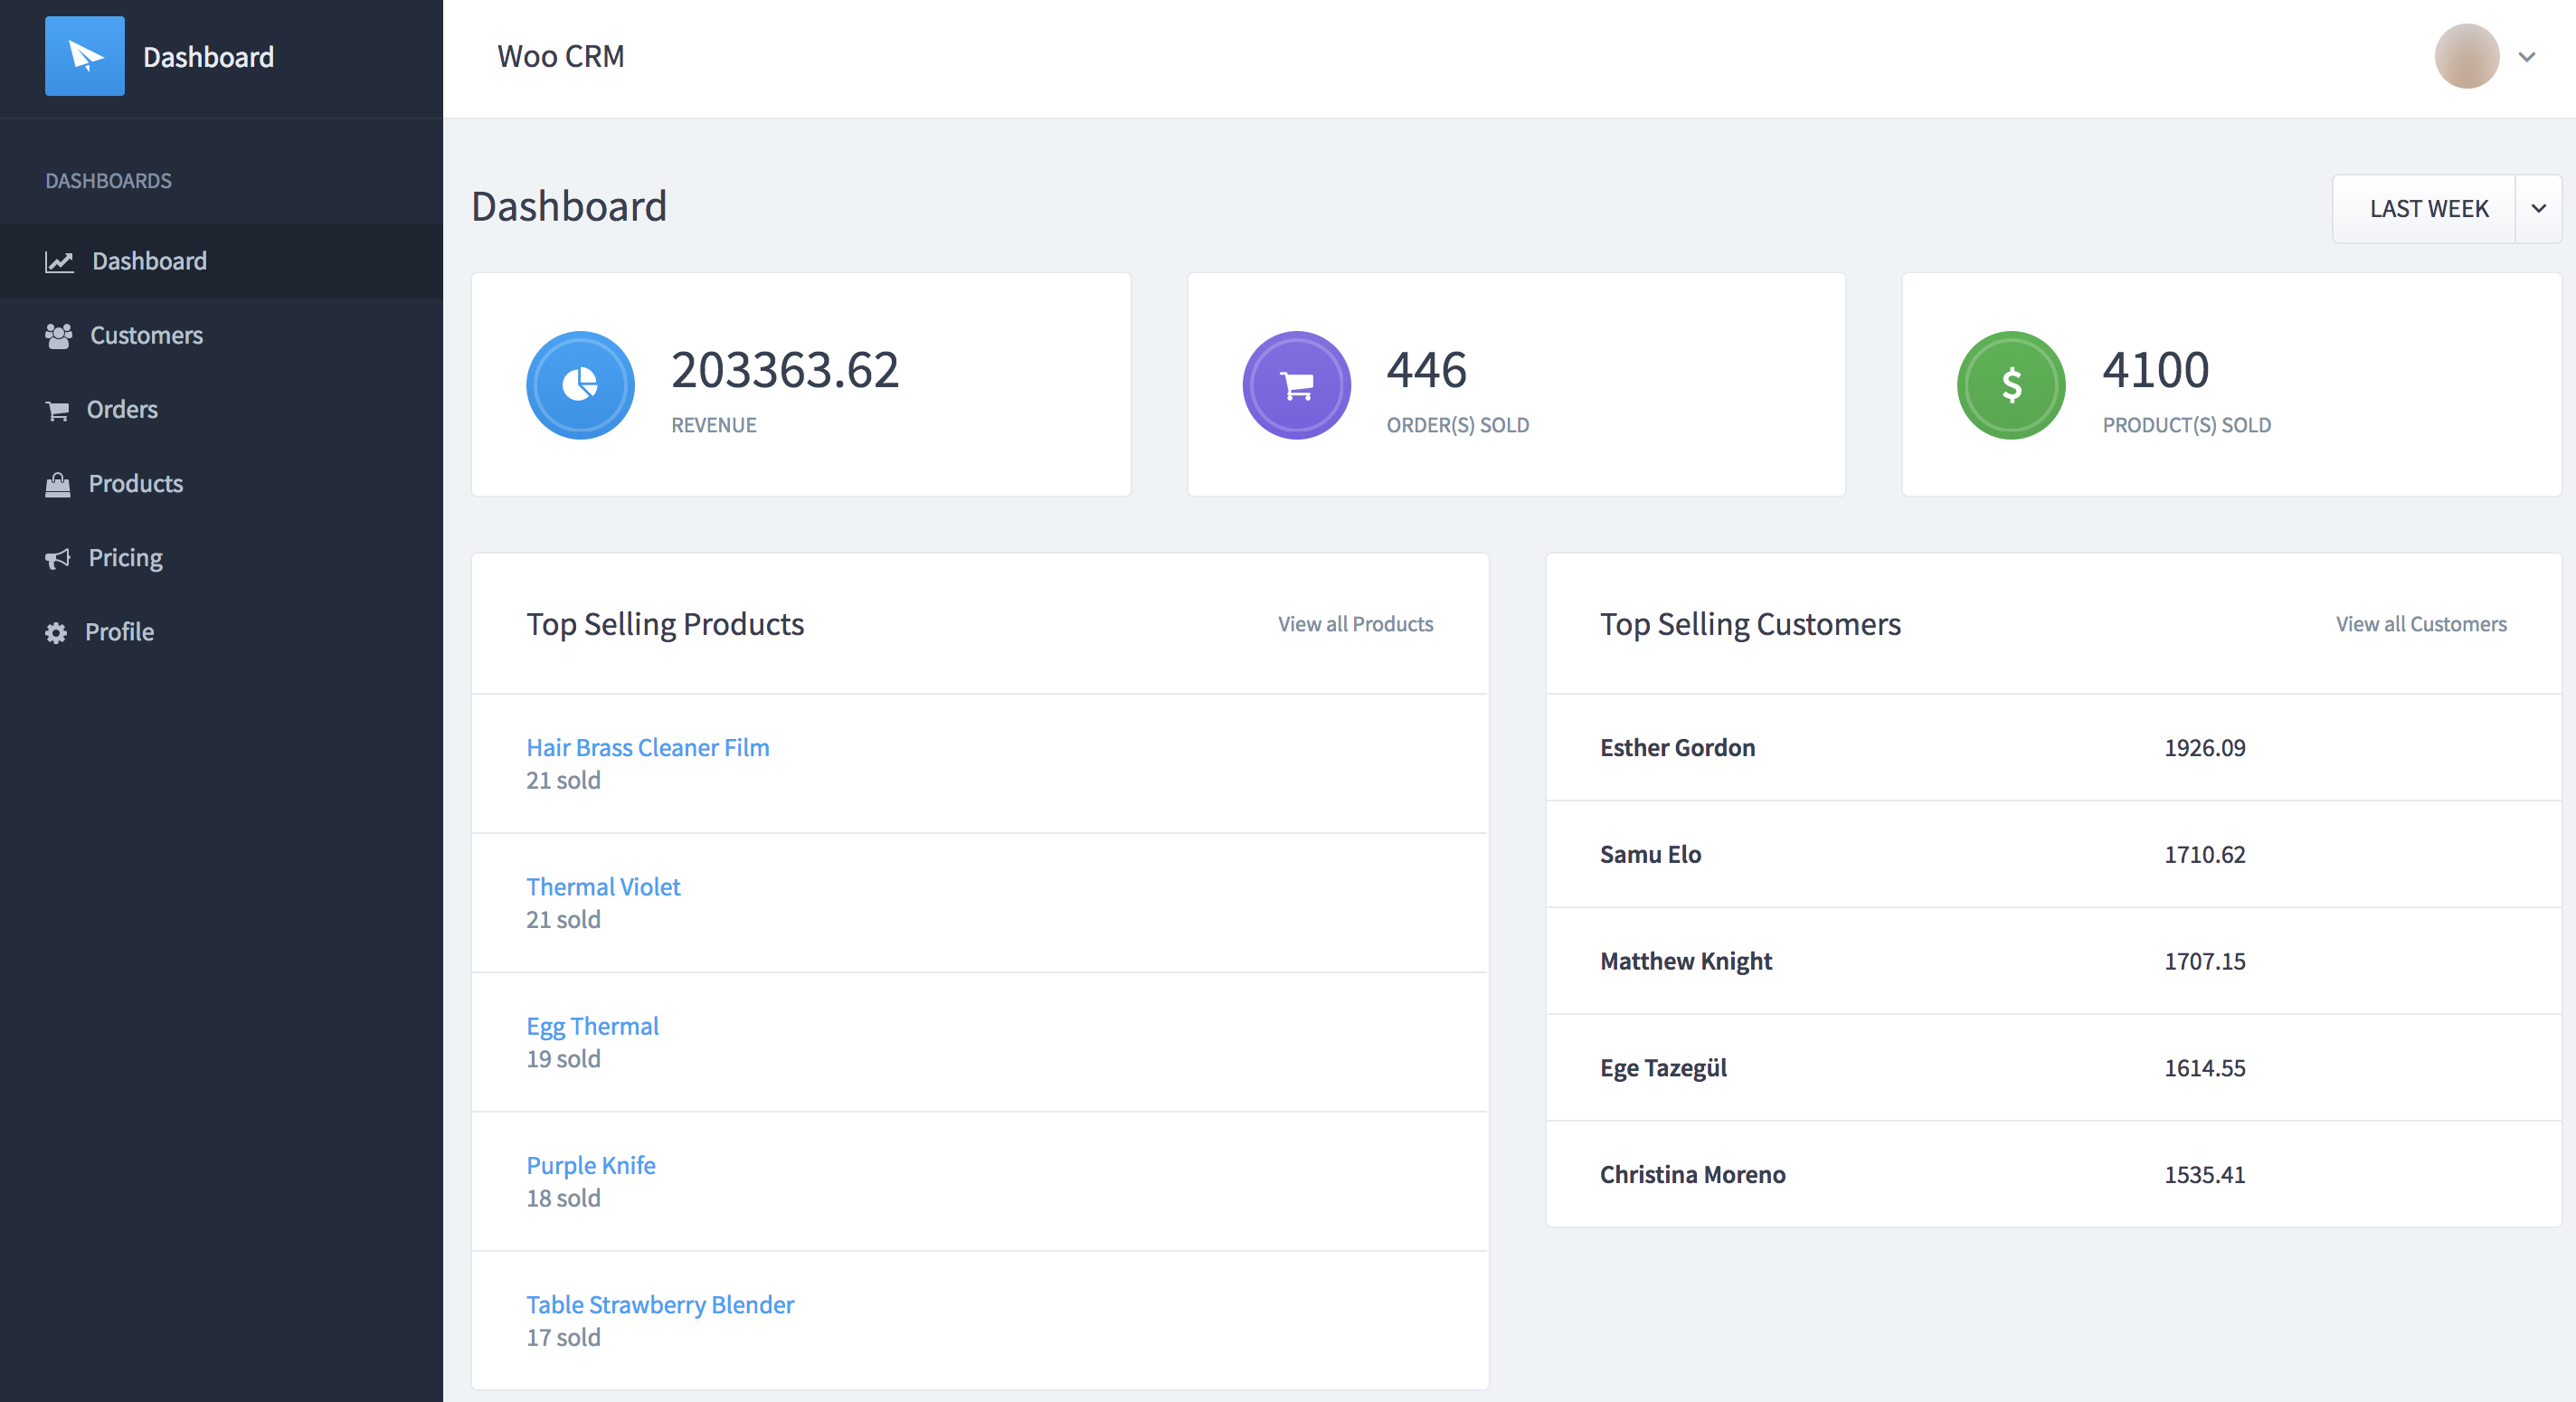 Dashboard
Woo CRM
DASHBOARDS
Dashboard
Customers
Orders
Products
Pricing
Profile
Dashboard
LAST WEEK
203363.62
REVENUE
446
ORDER(S) SOLD
4100
PRODUCT(S) SOLD
Top Selling Products
View all Products
Hair Brass Cleaner Film
21 sold
Thermal Violet
21 sold
Egg Thermal
19 sold
Purple Knife
18 sold
Table Strawberry Blender
17 sold
Top Selling Customers
View all Customers
Esther Gordon 1926.09
Samu Elo 1710.62
Matthew Knight 1707.15
Ege Tazegül 1614.55
Christina Moreno 1535.41